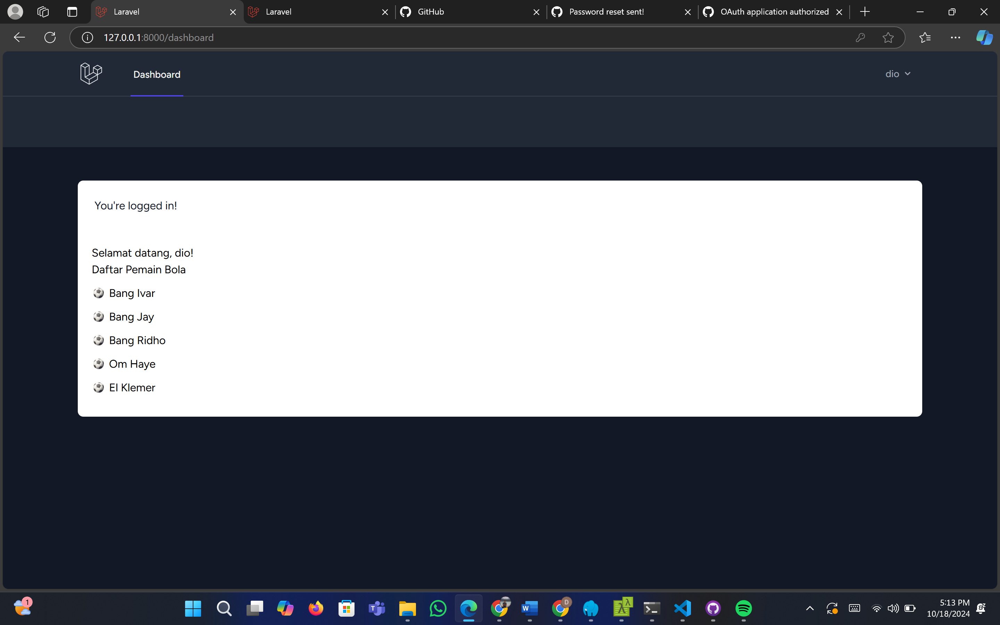 Laravel
Laravel
GitHub
Password reset sent!
OAuth application authorized
127.0.0.1:8000/dashboard
Dashboard
dio
You're logged in!
Selamat datang, dio!
Daftar Pemain Bola
⚽ Bang Ivar
⚽ Bang Jay
⚽ Bang Ridho
⚽ Om Haye
⚽ El Klemer
1
T
W
D
λ
λ
5:13 PM
10/18/2024